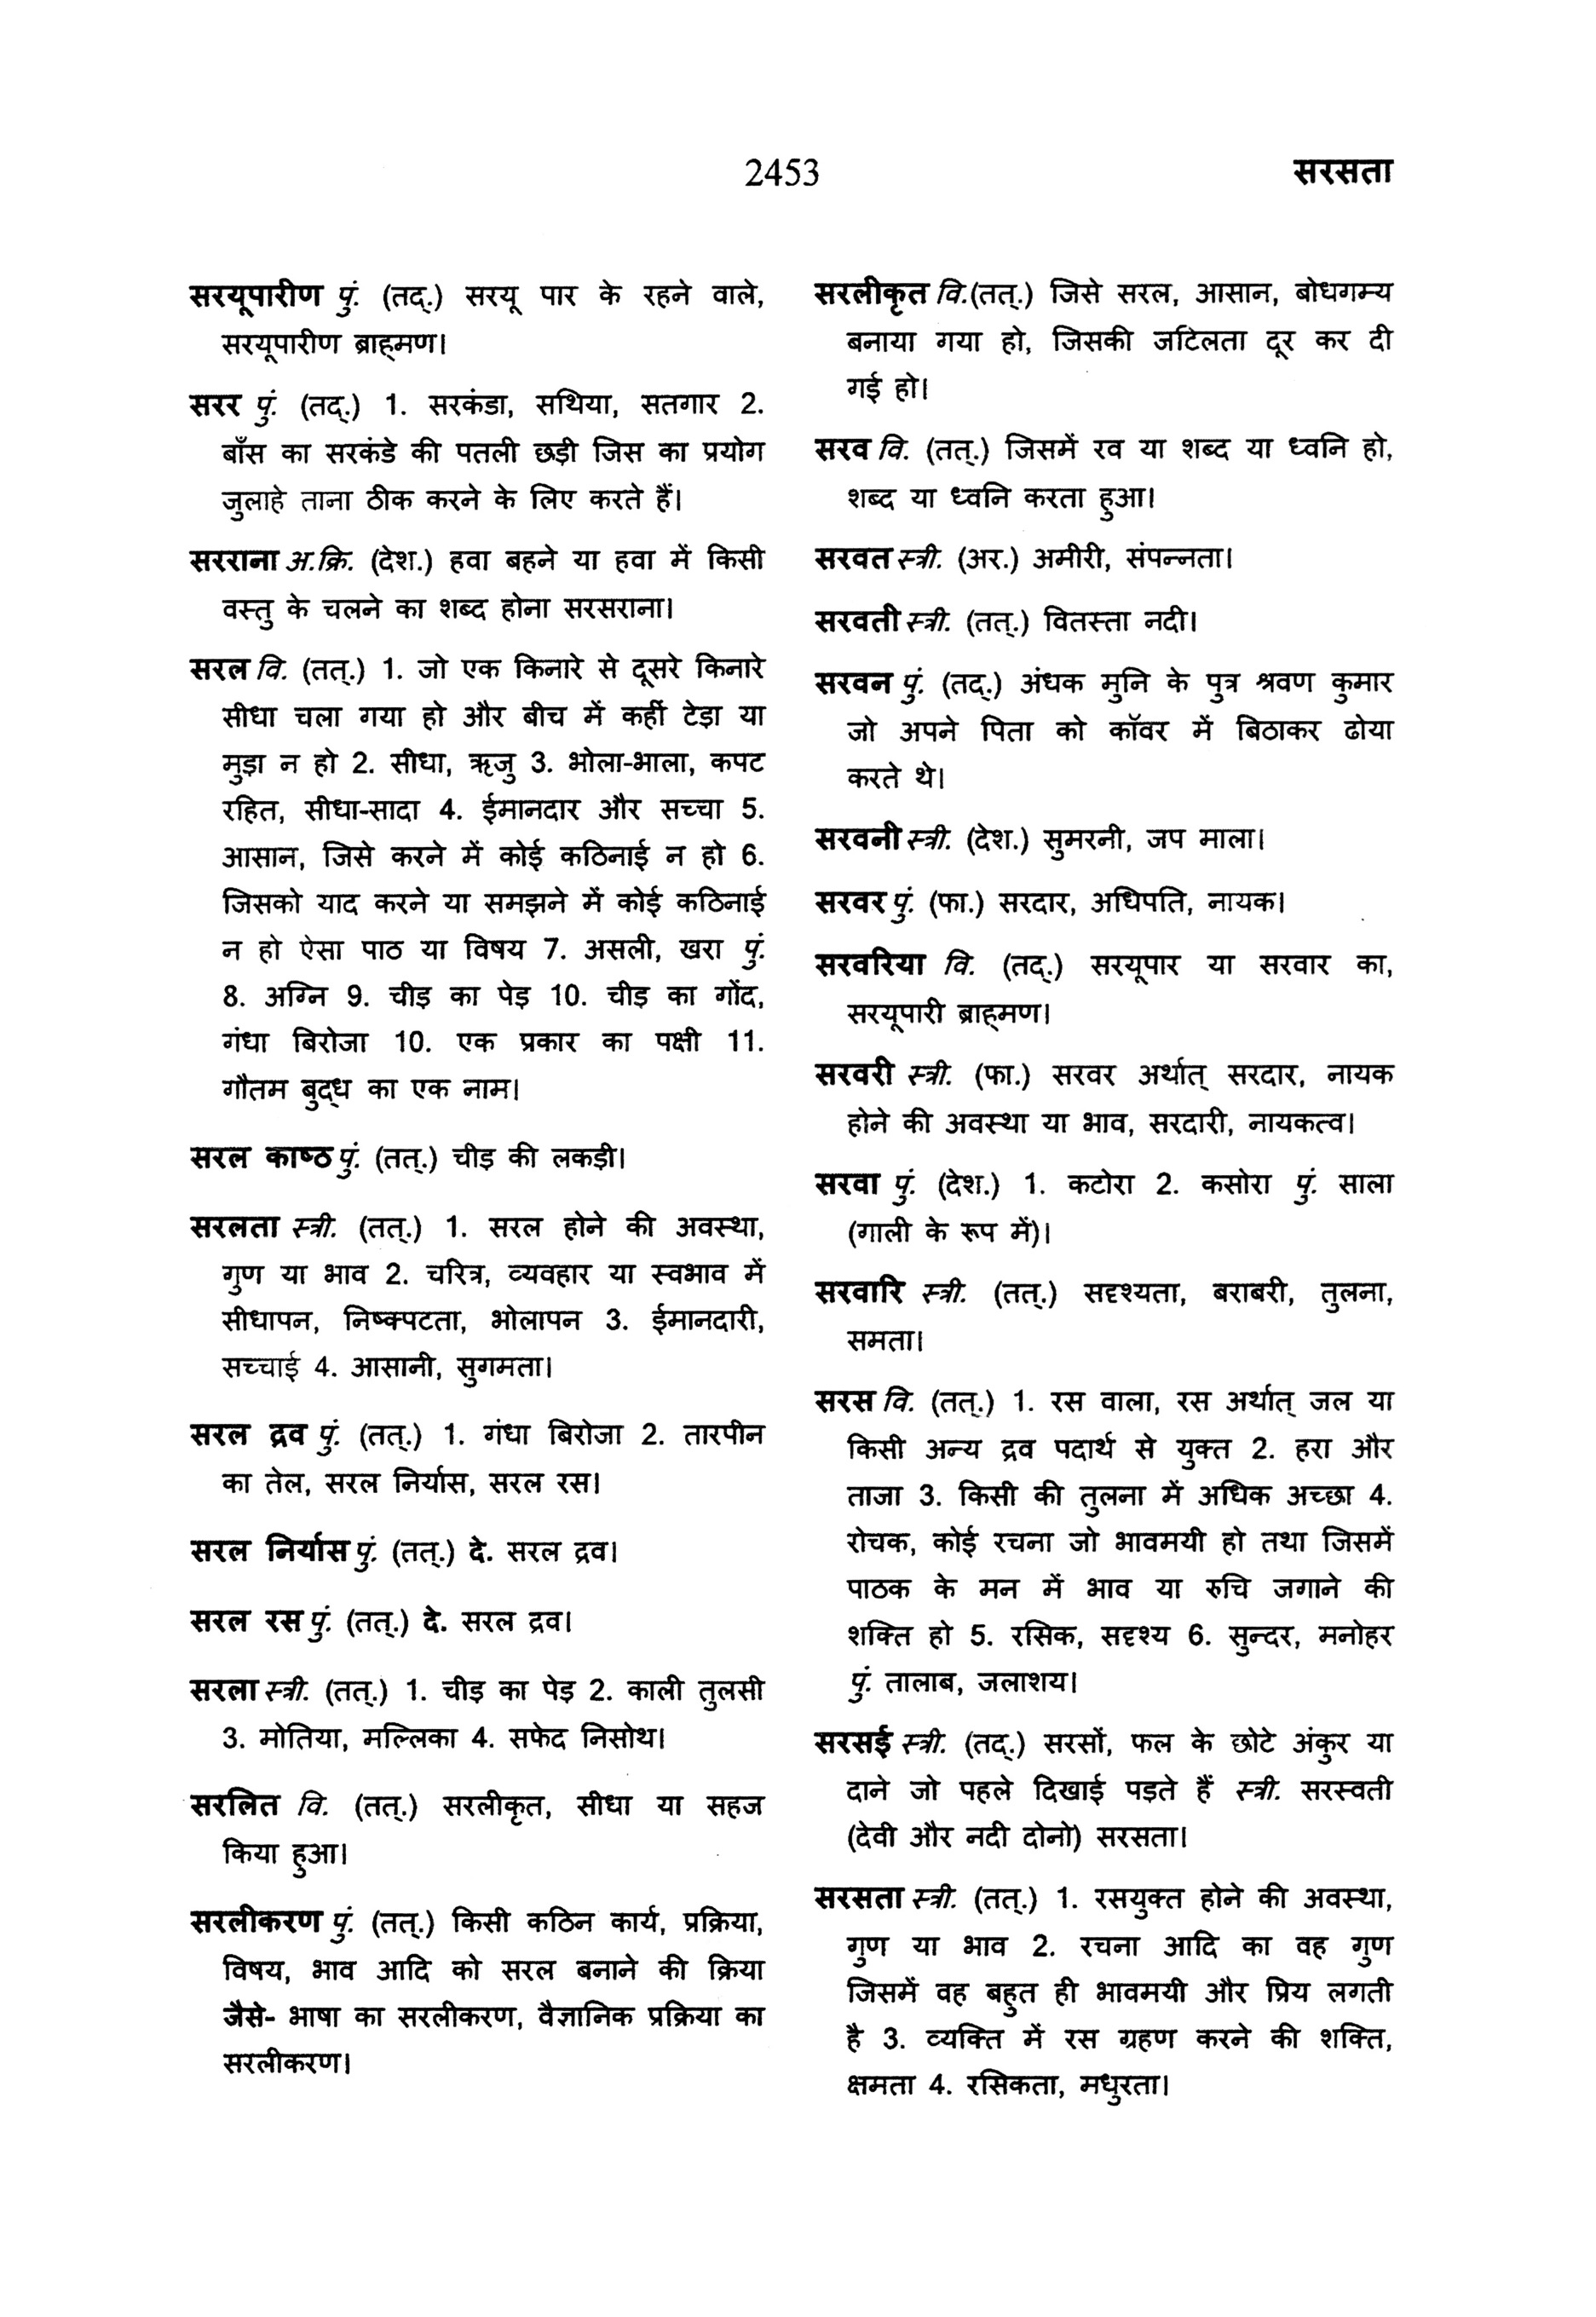 2453
सरसता
सरयूपारीण पुं. (तद्.) सरयू पार के रहने वाले,
सरयूपारीण ब्राह्मण।
सरर पुं. (तद्.) 1. सरकंडा, सथिया, सतगार 2.
बाँस का सरकंडे की पतली छड़ी जिस का प्रयोग
जुलाहे ताना ठीक करने के लिए करते हैं।
सरराना अ.क्रि. (देश.) हवा बहने या हवा में किसी
वस्तु के चलने का शब्द होना सरसराना।
सरल वि. (तत्.) 1. जो एक किनारे से दूसरे किनारे
सीधा चला गया हो और बीच में कहीं टेड़ा या
मुड़ा न हो 2. सीधा, ऋजु 3. भोला-भाला, कपट
रहित, सीधा-सादा 4. ईमानदार और सच्चा 5.
आसान, जिसे करने में कोई कठिनाई न हो 6.
जिसको याद करने या समझने में कोई कठिनाई
न हो ऐसा पाठ या विषय 7. असली, खरा पुं.
8. अग्नि 9. चीड़ का पेड़ 10. चीड़ का गोंद,
गंधा बिरोजा 10. एक प्रकार का पक्षी 11.
गौतम बुद्ध का एक नाम।
सरल काष्ठ पुं. (तत्.) चीड़ की लकड़ी।
सरलता स्त्री. (तत्.) 1. सरल होने की अवस्था,
गुण या भाव 2. चरित्र, व्यवहार या स्वभाव में
सीधापन, निष्क्पटता, भोलापन 3. ईमानदारी,
सच्चाई 4. आसानी, सुगमता।
सरल द्रव पुं. (तत्.) 1. गंधा बिरोजा 2. तारपीन
का तेल, सरल निर्यास, सरल रस।
सरल निर्यास पुं. (तत्.) दे. सरल द्रव।
सरल रस पुं. (तत्.) दे. सरल द्रव।
सरला स्त्री. (तत्.) 1. चीड़ का पेड़ 2. काली तुलसी
3. मोतिया, मल्लिका 4. सफेद निसोथ।
सरलित वि. (तत्.) सरलीकृत, सीधा या सहज
किया हुआ।
सरलीकरण पुं. (तत्.) किसी कठिन कार्य, प्रक्रिया,
विषय, भाव आदि को सरल बनाने की क्रिया
जैसे- भाषा का सरलीकरण, वैज्ञानिक प्रक्रिया का
सरलीकरण।
सरलीकृत वि.(तत्.) जिसे सरल, आसान, बोधगम्य
बनाया गया हो, जिसकी जटिलता दूर कर दी
गई हो।
सरव वि. (तत्.) जिसमें रव या शब्द या ध्वनि हो,
शब्द या ध्वनि करता हुआ।
सरवत स्त्री. (अर.) अमीरी, संपन्नता।
सरवती स्त्री. (तत्.) वितस्ता नदी।
सरवन पुं. (तद्.) अंधक मुनि के पुत्र श्रवण कुमार
जो अपने पिता को कॉवर में बिठाकर ढोया
करते थे।
सरवनी स्त्री. (देश.) सुमरनी, जप माला।
सरवर पुं. (फा.) सरदार, अधिपति, नायक।
सरवरिया वि. (तद्.) सरयूपार या सरवार का,
सरयूपारी ब्राह्मण।
सरवरी स्त्री. (फा.) सरवर अर्थात् सरदार, नायक
होने की अवस्था या भाव, सरदारी, नायकत्व।
सरवा पुं. (देश.) 1. कटोरा 2. कसोरा पुं. साला
(गाली के रूप में)।
सरवारि स्त्री. (तत्.) सदृश्यता, बराबरी, तुलना,
समता।
सरस वि. (तत्.) 1. रस वाला, रस अर्थात् जल या
किसी अन्य द्रव पदार्थ से युक्त 2. हरा और
ताजा 3. किसी की तुलना में अधिक अच्छा 4.
रोचक, कोई रचना जो भावमयी हो तथा जिसमें
पाठक के मन में भाव या रुचि जगाने की
शक्ति हो 5. रसिक, सदृश्य 6. सुन्दर, मनोहर
पुं. तालाब, जलाशय।
सरसई स्त्री. (तद्.) सरसों, फल के छोटे अंकुर या
दाने जो पहले दिखाई पड़ते हैं स्त्री. सरस्वती
(देवी और नदी दोनो) सरसता।
सरसता स्त्री. (तत्.) 1. रसयुक्त होने की अवस्था,
गुण या भाव 2. रचना आदि का वह गुण
जिसमें वह बहुत ही भावमयी और प्रिय लगती
है 3. व्यक्ति में रस ग्रहण करने की शक्ति,
क्षमता 4. रसिकता, मधुरता।